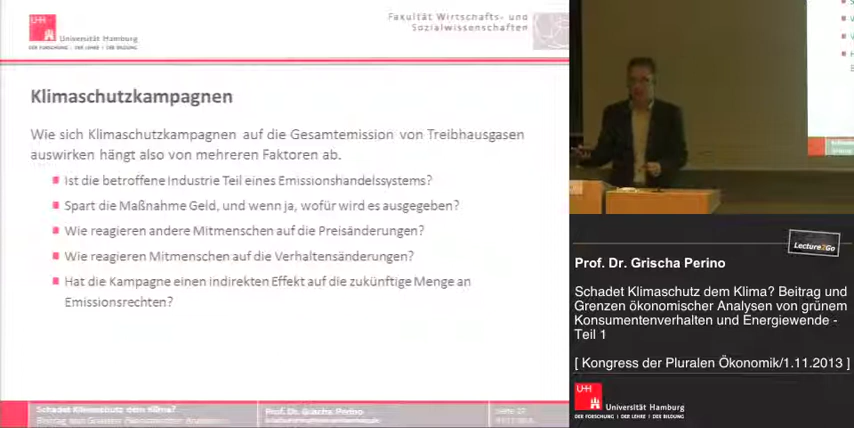 UH
Universität Hamburg
DER FORSCHUNG | DER LEHRE | DER BILDUNG
Fakultät Wirtschafts- und
Sozialwissenschaften
Klimaschutzkampagnen
Wie sich Klimaschutzkampagnen auf die Gesamtemission von Treibhausgasen
auswirken hängt also von mehreren Faktoren ab.
Ist die betroffene Industrie Teil eines Emissionshandelssystems?
Spart die Maßnahme Geld, und wenn ja, wofür wird es ausgegeben?
Wie reagieren andere Mitmenschen auf die Preisänderungen?
Wie reagieren Mitmenschen auf die Verhaltensänderungen?
Hat die Kampagne einen indirekten Effekt auf die zukünftige Menge an
Emissionsrechten?
Schadet Klimaschutz dem Klima?
Prof. Dr. Grischa Perino
Lecture2Go
Prof. Dr. Grischa Perino
Schadet Klimaschutz dem Klima? Beitrag und
Grenzen ökonomischer Analysen von grünem
Konsumentenverhalten und Energiewende -
Teil 1
[ Kongress der Pluralen Ökonomik/1.11.2013 ]
UH
Universität Hamburg
DER FORSCHUNG | DER LEHRE | DER BILDUNG